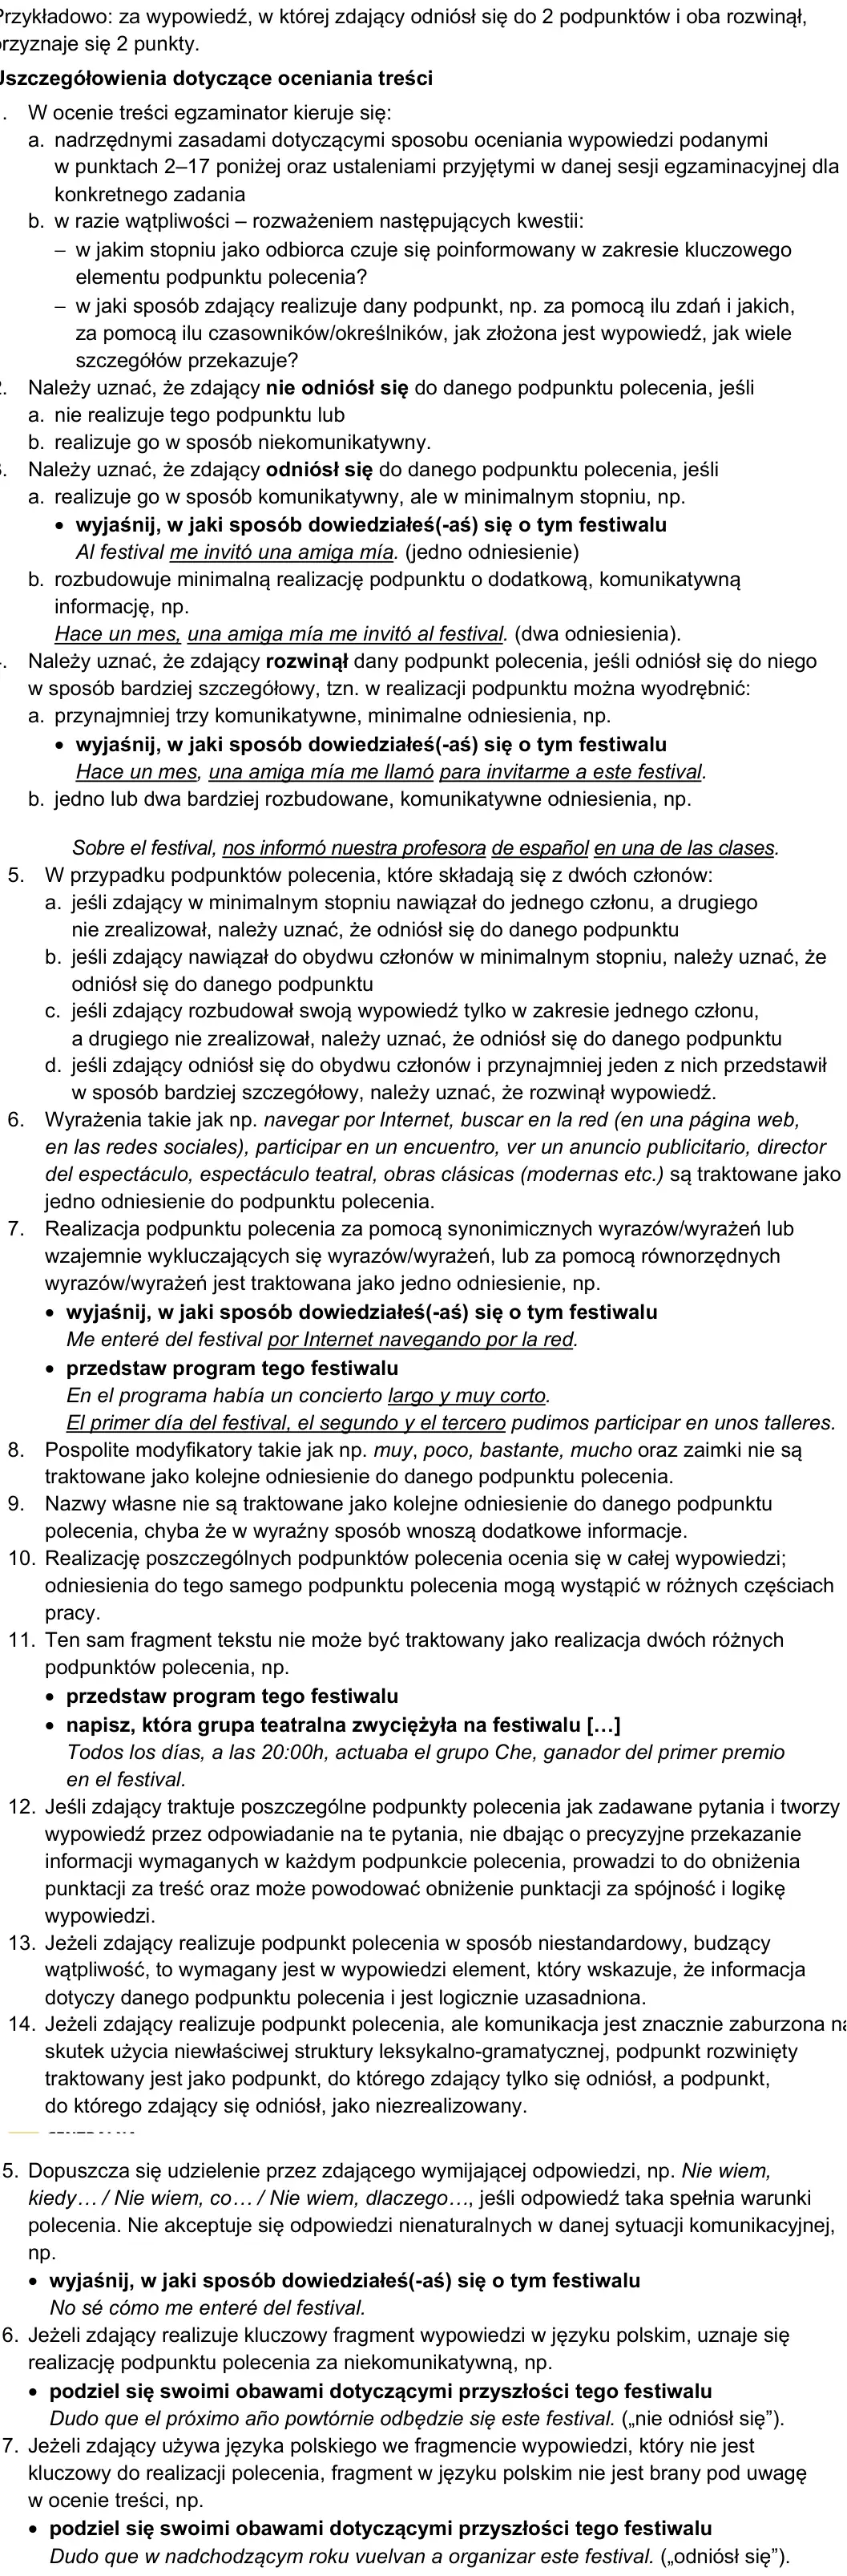 Przykładowo: za wypowiedź, w której zdający odniósł się do 2 podpunktów i oba rozwinął,
przyznaje się 2 punkty.
Uszczegółowienia dotyczące oceniania treści
. W ocenie treści egzaminator kieruje się:
a. nadrzędnymi zasadami dotyczącymi sposobu oceniania wypowiedzi podanymi
w punktach 2–17 poniżej oraz ustaleniami przyjętymi w danej sesji egzaminacyjnej dla
konkretnego zadania
b. w razie wątpliwości – rozważeniem następujących kwestii:
– w jakim stopniu jako odbiorca czuje się poinformowany w zakresie kluczowego
elementu podpunktu polecenia?
– w jaki sposób zdający realizuje dany podpunkt, np. za pomocą ilu zdań i jakich,
za pomocą ilu czasowników/określników, jak złożona jest wypowiedź, jak wiele
szczegółów przekazuje?
2. Należy uznać, że zdający nie odniósł się do danego podpunktu polecenia, jeśli
a. nie realizuje tego podpunktu lub
b. realizuje go w sposób niekomunikatywny.
3. Należy uznać, że zdający odniósł się do danego podpunktu polecenia, jeśli
a. realizuje go w sposób komunikatywny, ale w minimalnym stopniu, np.
• wyjaśnij, w jaki sposób dowiedziałeś(-aś) się o tym festiwalu
Al festival me invitó una amiga mía. (jedno odniesienie)
b. rozbudowuje minimalną realizację podpunktu o dodatkową, komunikatywną
informację, np.
Hace un mes, una amiga mía me invitó al festival. (dwa odniesienia).
. Należy uznać, że zdający rozwinął dany podpunkt polecenia, jeśli odniósł się do niego
w sposób bardziej szczegółowy, tzn. w realizacji podpunktu można wyodrębnić:
a. przynajmniej trzy komunikatywne, minimalne odniesienia, np.
• wyjaśnij, w jaki sposób dowiedziałeś(-aś) się o tym festiwalu
Hace un mes, una amiga mía me llamó para invitarme a este festival.
b. jedno lub dwa bardziej rozbudowane, komunikatywne odniesienia, np.
Sobre el festival, nos informó nuestra profesora de español en una de las clases.
5. W przypadku podpunktów polecenia, które składają się z dwóch członów:
a. jeśli zdający w minimalnym stopniu nawiązał do jednego członu, a drugiego
nie zrealizował, należy uznać, że odniósł się do danego podpunktu
b. jeśli zdający nawiązał do obydwu członów w minimalnym stopniu, należy uznać, że
odniósł się do danego podpunktu
c. jeśli zdający rozbudował swoją wypowiedź tylko w zakresie jednego członu,
a drugiego nie zrealizował, należy uznać, że odniósł się do danego podpunktu
d. jeśli zdający odniósł się do obydwu członów i przynajmniej jeden z nich przedstawił
w sposób bardziej szczegółowy, należy uznać, że rozwinął wypowiedź.
6. Wyrażenia takie jak np. navegar por Internet, buscar en la red (en una página web,
en las redes sociales), participar en un encuentro, ver un anuncio publicitario, director
del espectáculo, espectáculo teatral, obras clásicas (modernas etc.) są traktowane jako
jedno odniesienie do podpunktu polecenia.
7. Realizacja podpunktu polecenia za pomocą synonimicznych wyrazów/wyrażeń lub
wzajemnie wykluczających się wyrazów/wyrażeń, lub za pomocą równorzędnych
wyrazów/wyrażeń jest traktowana jako jedno odniesienie, np.
• wyjaśnij, w jaki sposób dowiedziałeś(-aś) się o tym festiwalu
Me enteré del festival por Internet navegando por la red.
• przedstaw program tego festiwalu
En el programa había un concierto largo y muy corto.
El primer día del festival, el segundo y el tercero pudimos participar en unos talleres.
8. Pospolite modyfikatory takie jak np. muy, poco, bastante, mucho oraz zaimki nie są
traktowane jako kolejne odniesienie do danego podpunktu polecenia.
9. Nazwy własne nie są traktowane jako kolejne odniesienie do danego podpunktu
polecenia, chyba że w wyraźny sposób wnoszą dodatkowe informacje.
10. Realizację poszczególnych podpunktów polecenia ocenia się w całej wypowiedzi;
odniesienia do tego samego podpunktu polecenia mogą wystąpić w różnych częściach
pracy.
11. Ten sam fragment tekstu nie może być traktowany jako realizacja dwóch różnych
podpunktów polecenia, np.
• przedstaw program tego festiwalu
• napisz, która grupa teatralna zwyciężyła na festiwalu […]
Todos los días, a las 20:00h, actuaba el grupo Che, ganador del primer premio
en el festival.
12. Jeśli zdający traktuje poszczególne podpunkty polecenia jak zadawane pytania i tworzy
wypowiedź przez odpowiadanie na te pytania, nie dbając o precyzyjne przekazanie
informacji wymaganych w każdym podpunkcie polecenia, prowadzi to do obniżenia
punktacji za treść oraz może powodować obniżenie punktacji za spójność i logikę
wypowiedzi.
13. Jeżeli zdający realizuje podpunkt polecenia w sposób niestandardowy, budzący
wątpliwość, to wymagany jest w wypowiedzi element, który wskazuje, że informacja
dotyczy danego podpunktu polecenia i jest logicznie uzasadniona.
14. Jeżeli zdający realizuje podpunkt polecenia, ale komunikacja jest znacznie zaburzona na
skutek użycia niewłaściwej struktury leksykalno-gramatycznej, podpunkt rozwinięty
traktowany jest jako podpunkt, do którego zdający tylko się odniósł, a podpunkt,
do którego zdający się odniósł, jako niezrealizowany.
5. Dopuszcza się udzielenie przez zdającego wymijającej odpowiedzi, np. Nie wiem,
kiedy… / Nie wiem, co… / Nie wiem, dlaczego…, jeśli odpowiedź taka spełnia warunki
polecenia. Nie akceptuje się odpowiedzi nienaturalnych w danej sytuacji komunikacyjnej,
np.
• wyjaśnij, w jaki sposób dowiedziałeś(-aś) się o tym festiwalu
No sé cómo me enteré del festival.
6. Jeżeli zdający realizuje kluczowy fragment wypowiedzi w języku polskim, uznaje się
realizację podpunktu polecenia za niekomunikatywną, np.
• podziel się swoimi obawami dotyczącymi przyszłości tego festiwalu
Dudo que el próximo año powtórnie odbędzie się este festival. („nie odniósł się”).
7. Jeżeli zdający używa języka polskiego we fragmencie wypowiedzi, który nie jest
kluczowy do realizacji polecenia, fragment w języku polskim nie jest brany pod uwagę
w ocenie treści, np.
• podziel się swoimi obawami dotyczącymi przyszłości tego festiwalu
Dudo que w nadchodzącym roku vuelvan a organizar este festival. („odniósł się”).